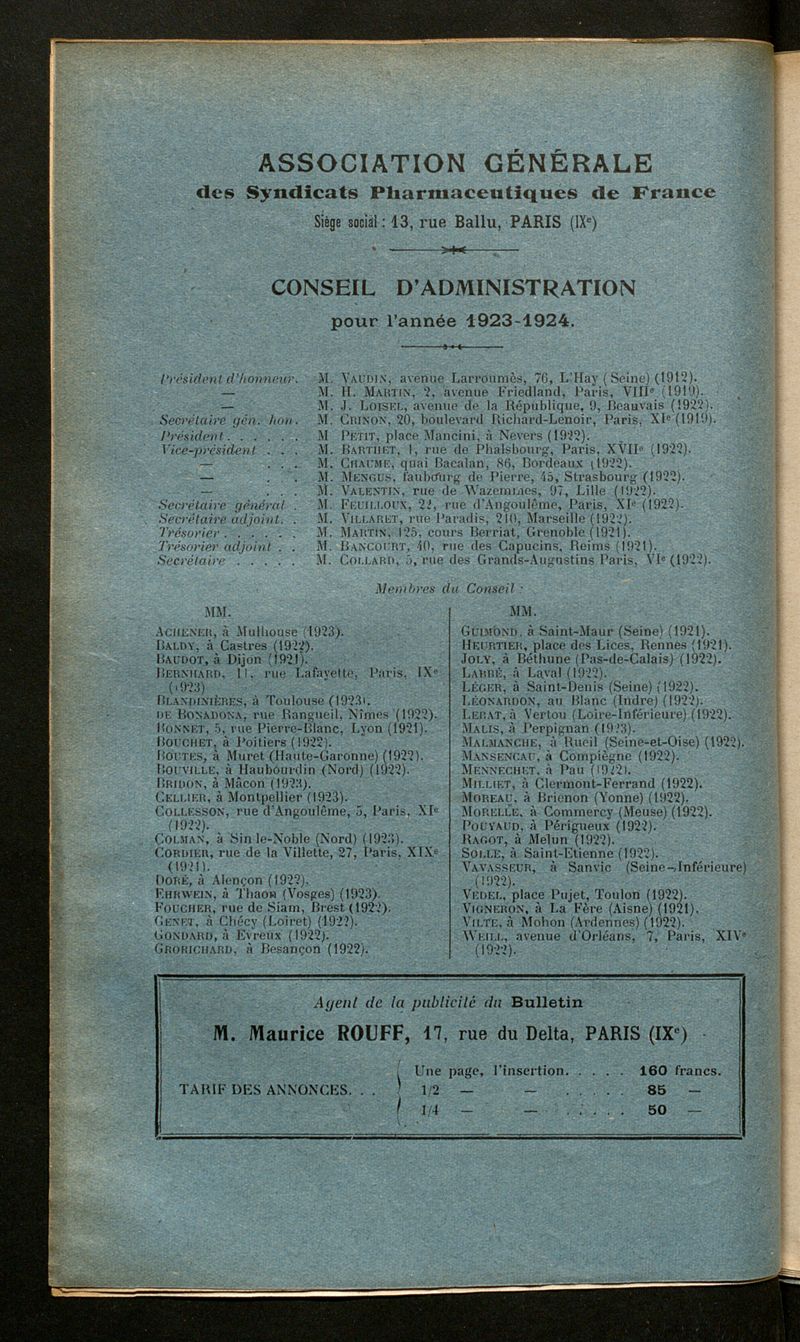 ASSOCIATION GÉNÉRALE
des Syndicats Pharmaceutiques de France
Siège social : 13, rue Ballu, PARIS (IXe)
CONSEIL D'ADMINISTRATION
pour l'année 1923-1924.
Président d'honneur. M. VAUDIN, avenue Larroumès, 76, L'Hay (Seine) (1912).
— M. H. MARTIN, 2, avenue Friedland, Paris, VIIIe (1919).
— M. J. LOISEL, avenue de la République, 9, Beauvais (1922).
Secrétaire gén. hon. M. CRINON, 20, boulevard Richard-Lenoir, Paris, XIe (1919).
Président . . . . . . M PETIT, place Mancini, à Nevers (1922).
Vice-président . . . M. BARTHET, 1, rue de Phalsbourg, Paris, XVIIe (1922).
— . . . M. CHAUME, quai Bacalan, 86, Bordeaux (1922).
— . . . M. MENGUS, faubourg de Pierre, 45, Strasbourg (1922).
— . . . M. VALENTIN, rue de Wazemmes, 97, Lille (1922).
Secrétaire général . M. FEUILLOUX, 22, rue d'Angoulême, Paris, XIe (1922).
Secrétaire adjoint. . M. VILLARET, rue Paradis, 210, Marseille (1922).
Trésorier . . . . . . M. MARTIN, 125, cours Berriat, Grenoble (1921).
Trésorier adjoint . . M. BANCOURT, 40, rue des Capucins, Reims (1921).
Secrétaire . . . . . M. COLLARD, 5, rue des Grands-Augustins Paris, VIe (1922).
Membres du Conseil :
MM.
ACHENER, à Mulhouse (1923).
BALDY, à Castres (1922).
BAUDOT, à Dijon (1921).
BERNHARD, 11, rue Lafayette, Paris, IXe
(1923)
BLANDINIÈRES, à Toulouse (1923).
DE BONADONA, rue Rangueil, Nîmes (1922).
BONNET, 5, rue Pierre-Blanc, Lyon (1921).
BOUCHET, à Poitiers (1922).
BOUTES, à Muret (Haute-Garonne) (1922).
BOUVILLE, à Haubourdin (Nord) (1922).
BRIDON, à Mâcon (1923).
CELLIER, à Montpellier (1923).
COLLESSON, rue d'Angoulême, 5, Paris, XIe
(1922).
COLMAN, à Sin le-Noble (Nord) (1923).
CORDIER, rue de la Villette, 27, Paris, XIXe
(1921).
DORÉ, à Alençon (1922).
EHRWEIN, à Thaon (Vosges) (1923).
FOUCHER, rue de Siam, Brest (1922).
GENET, à Chécy (Loiret) (1922).
GONDARD, à Evreux (1922).
GRORICHARD, à Besançon (1922).
MM.
GUIMOND, à Saint-Maur (Seine) (1921).
HEURTIER, place des Lices, Rennes (1921).
JOLY, à Béthune (Pas-de-Calais) (1922).
LABBÉ, à Laval (1922).
LÉGER, à Saint-Denis (Seine) (1922).
LÉONARDON, au Blanc (Indre) (1922).
LERAT, à Vertou (Loire-Inférieure) (1922).
MALIS, à Perpignan (1923).
MALMANCHE, à Rueil (Seine-et-Oise) (1922).
MANSENCAU, à Compiègne (1922).
MENNECHET, à Pau (1922).
MILLIET, à Clermont-Ferrand (1922).
MOREAU, à Brienon (Yonne) (1922).
MORELLE, à Commercy (Meuse) (1922).
POUYAUD, à Périgueux (1922).
RAGOT, à Melun (1922).
SOLLE, à Saint-Etienne (1922).
VAVASSEUR, à Sanvic (Seine-Inférieure)
(1922).
VEDEL, place Pujet, Toulon (1922).
VIGNERON, à La Fère (Aisne) (1921).
VILTE, à Mohon (Ardennes) (1922).
WEILL, avenue d'Orléans, 7, Paris, XIVe
(1922).
Agent de la publicité du Bulletin
M. Maurice ROUFF, 17, rue du Delta, PARIS (IXe)
Une page, l'insertion. . . . . 160 francs.
TARIF DES ANNONCES. . . 1/2 — — . . . . . 85 —
1/4 — — . . . . . 50 —